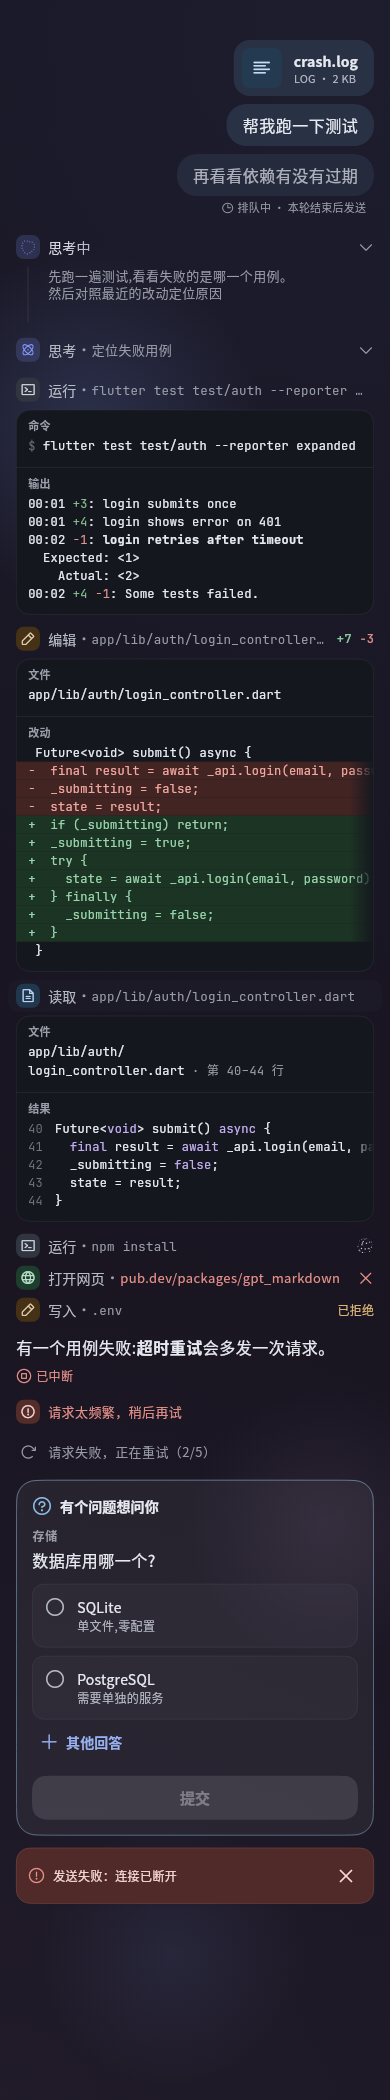 crash.log
LOG · 2 KB
帮我跑一下测试
再看看依赖有没有过期
排队中 · 本轮结束后发送
思考中
先跑一遍测试,看看失败的是哪一个用例。
然后对照最近的改动定位原因
思考 · 定位失败用例
运行 · flutter test test/auth --reporter …
命令
$ flutter test test/auth --reporter expanded
输出
00:01 +3: login submits once
00:01 +4: login shows error on 401
00:02 -1: login retries after timeout
Expected: <1>
Actual: <2>
00:02 +4 -1: Some tests failed.
编辑 · app/lib/auth/login_controller… +7 -3
文件
app/lib/auth/login_controller.dart
改动
Future<void> submit() async {
-  final result = await _api.login(email, pass
-  _submitting = false;
-  state = result;
+  if (_submitting) return;
+  _submitting = true;
+  try {
+    state = await _api.login(email, password)
+  } finally {
+    _submitting = false;
+  }
}
读取 · app/lib/auth/login_controller.dart
文件
app/lib/auth/
login_controller.dart · 第 40–44 行
结果
40 Future<void> submit() async {
41   final result = await _api.login(email, pa
42   _submitting = false;
43   state = result;
44 }
运行 · npm install
打开网页 · pub.dev/packages/gpt_markdown
写入 · .env 已拒绝
有一个用例失败:超时重试会多发一次请求。
已中断
请求太频繁，稍后再试
请求失败，正在重试（2/5）
有个问题想问你
存储
数据库用哪一个?
SQLite
单文件,零配置
PostgreSQL
需要单独的服务
其他回答
提交
发送失败：连接已断开